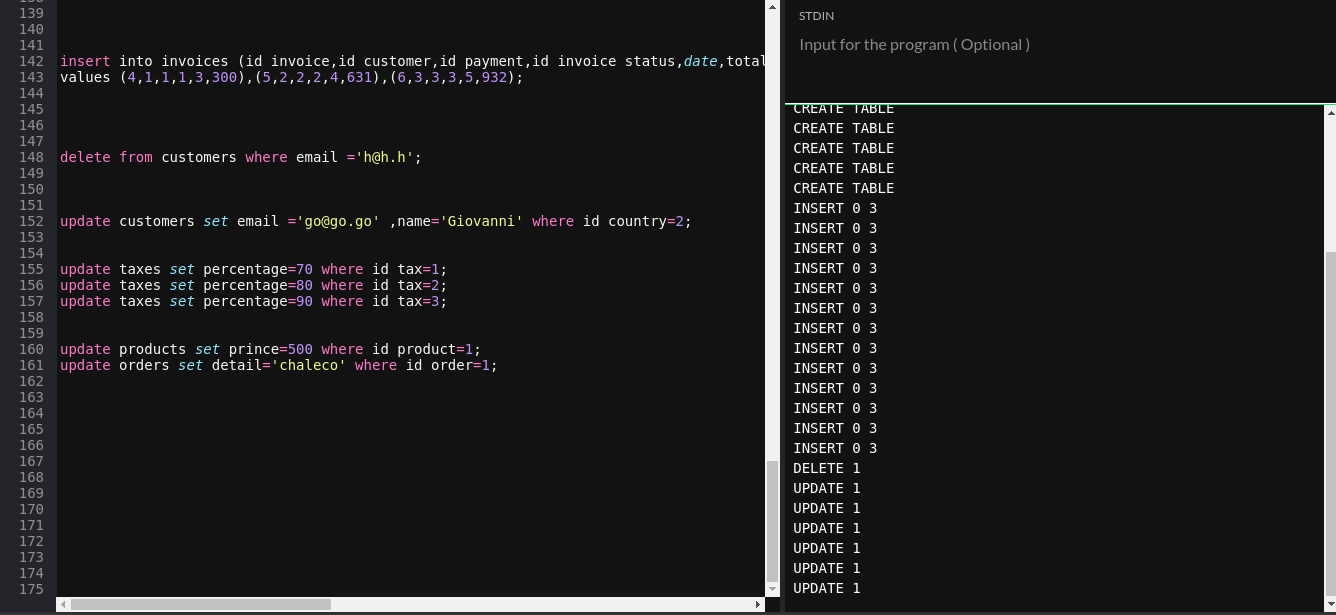 139
140
141
142 insert into invoices (id invoice,id customer,id payment,id invoice status,date,total
143 values (4,1,1,1,3,300),(5,2,2,2,4,631),(6,3,3,3,5,932);
144
145
146
147
148 delete from customers where email ='h@h.h';
149
150
151
152 update customers set email ='go@go.go' ,name='Giovanni' where id country=2;
153
154
155 update taxes set percentage=70 where id tax=1;
156 update taxes set percentage=80 where id tax=2;
157 update taxes set percentage=90 where id tax=3;
158
159
160 update products set prince=500 where id product=1;
161 update orders set detail='chaleco' where id order=1;
162
163
164
165
166
167
168
169
170
171
172
173
174
175
STDIN
Input for the program ( Optional )
CREATE TABLE
CREATE TABLE
CREATE TABLE
CREATE TABLE
CREATE TABLE
INSERT 0 3
INSERT 0 3
INSERT 0 3
INSERT 0 3
INSERT 0 3
INSERT 0 3
INSERT 0 3
INSERT 0 3
INSERT 0 3
INSERT 0 3
INSERT 0 3
INSERT 0 3
INSERT 0 3
DELETE 1
UPDATE 1
UPDATE 1
UPDATE 1
UPDATE 1
UPDATE 1
UPDATE 1